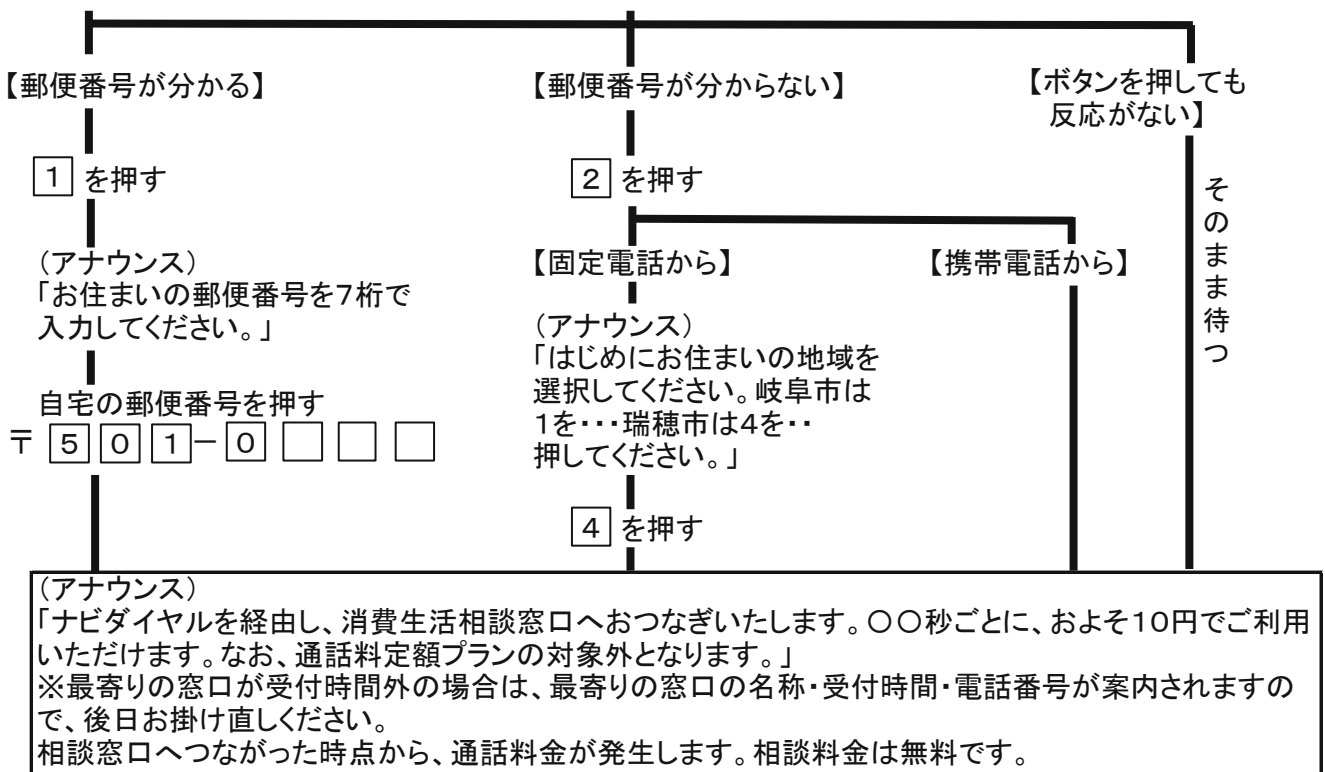 【郵便番号が分かる】
1 を押す
(アナウンス)
「お住まいの郵便番号を7桁で
入力してください。」
自宅の郵便番号を押す
〒 5 0 1 - 0
【郵便番号が分からない】
2 を押す
【固定電話から】
(アナウンス)
「はじめにお住まいの地域を
選択してください。岐阜市は
1を・・・瑞穂市は4を・・
押してください。」
4 を押す
【携帯電話から】
【ボタンを押しても
反応がない】
そのまま待つ
(アナウンス)
「ナビダイヤルを経由し、消費生活相談窓口へおつなぎいたします。○○秒ごとに、およそ10円でご利用
いただけます。なお、通話料定額プランの対象外となります。」
※最寄りの窓口が受付時間外の場合は、最寄りの窓口の名称・受付時間・電話番号が案内されますの
で、後日お掛け直しください。
相談窓口へつながった時点から、通話料金が発生します。相談料金は無料です。